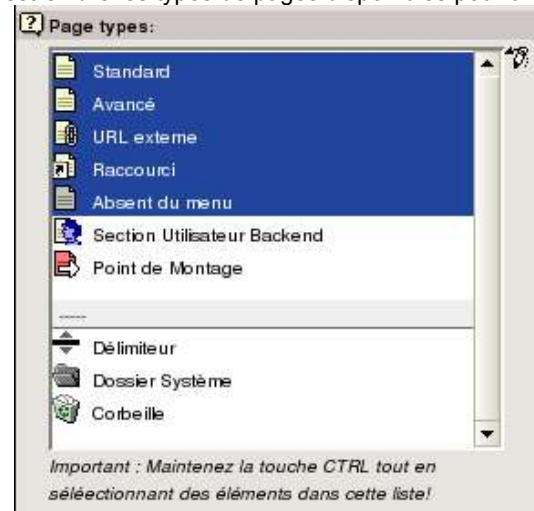 Page types:
Standard
Avancé
URL externe
Raccourci
Absent du menu
Section Utilisateur Backend
Point de Montage
-----
Délimiteur
Dossier Système
Corbeille
Important : Maintenez la touche CTRL tout en
séléectionnant des éléments dans cette liste!